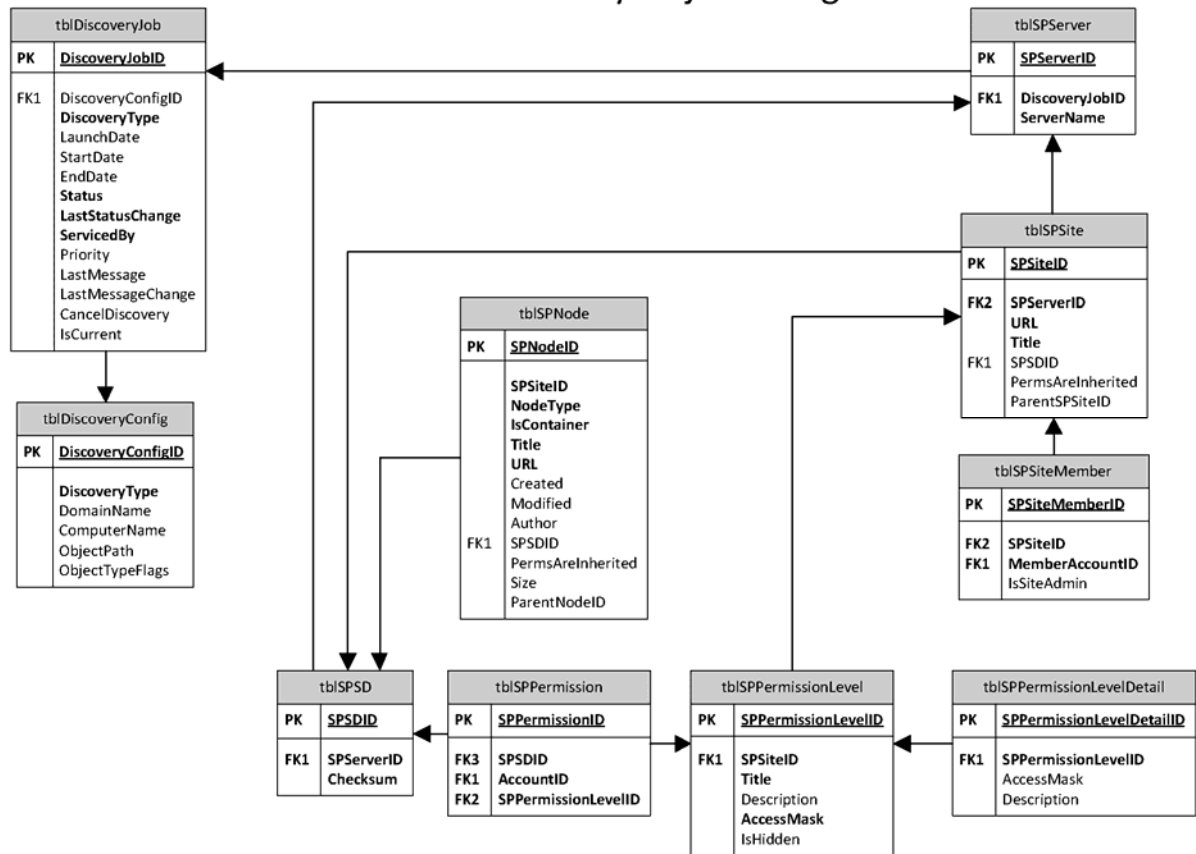 tblDiscoveryJob
PK DiscoveryJobID
FK1 DiscoveryConfigID
DiscoveryType
LaunchDate
StartDate
EndDate
Status
LastStatusChange
ServicedBy
Priority
LastMessage
LastMessageChange
CancelDiscovery
IsCurrent
tblSPServer
PK SPServerID
FK1 DiscoveryJobID
ServerName
tblSPSite
PK SPSiteID
FK2 SPServerID
URL
Title
FK1 SPSDID
PermsAreInherited
ParentSPSiteID
tblSPNode
PK SPNodeID
SPSiteID
NodeType
IsContainer
Title
URL
Created
Modified
Author
FK1 SPSDID
PermsAreInherited
Size
ParentNodeID
tblDiscoveryConfig
PK DiscoveryConfigID
DiscoveryType
DomainName
ComputerName
ObjectPath
ObjectTypeFlags
tblSPSiteMember
PK SPSiteMemberID
FK2 SPSiteID
FK1 MemberAccountID
IsSiteAdmin
tblSPSD
PK SPSDID
FK1 SPServerID
Checksum
tblSPPermission
PK SPPermissionID
FK3 SPSDID
FK1 AccountID
FK2 SPPermissionLevelID
tblSPPermissionLevel
PK SPPermissionLevelID
FK1 SPSiteID
Title
Description
AccessMask
IsHidden
tblSPPermissionLevelDetail
PK SPPermissionLevelDetailID
FK1 SPPermissionLevelID
AccessMask
Description